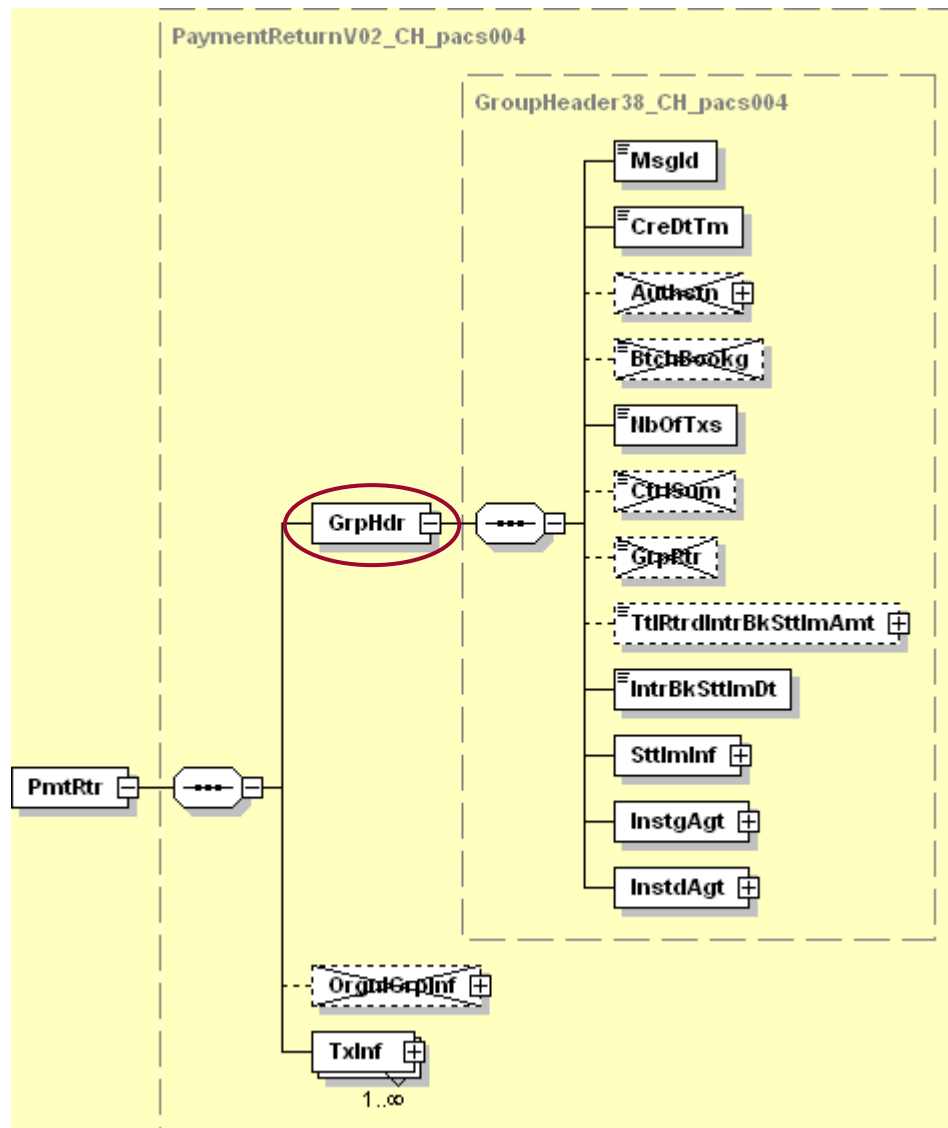 PaymentReturnV02_CH_pacs004
GroupHeader38_CH_pacs004
MsgId
CreDtTm
Authstn
BtchBookg
NbOfTxs
CtrlSum
GrpHdr
GrpRtr
TtlRtrdIntrBkSttlmAmt
IntrBkSttlmDt
SttlmInf
PmtRtr
InstgAgt
InstdAgt
OrgnlGrpInf
TxInf
1..∞